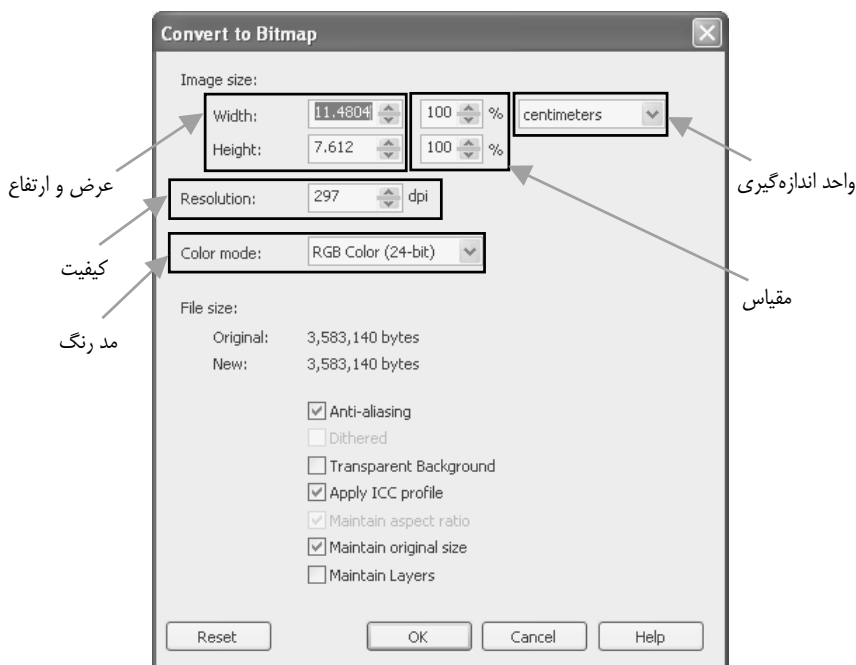 Convert to Bitmap
Image size:
Width: 11.4804 100 % centimeters
Height: 7.612 100 %
واحد اندازه‌گیری
عرض و ارتفاع
Resolution: 297 dpi
Color mode: RGB Color (24-bit)
کیفیت
مقیاس
File size:
مد رنگ
Original: 3,583,140 bytes
New: 3,583,140 bytes
Anti-aliasing
Dithered
Transparent Background
Apply ICC profile
Maintain aspect ratio
Maintain original size
Maintain Layers
Reset OK Cancel Help